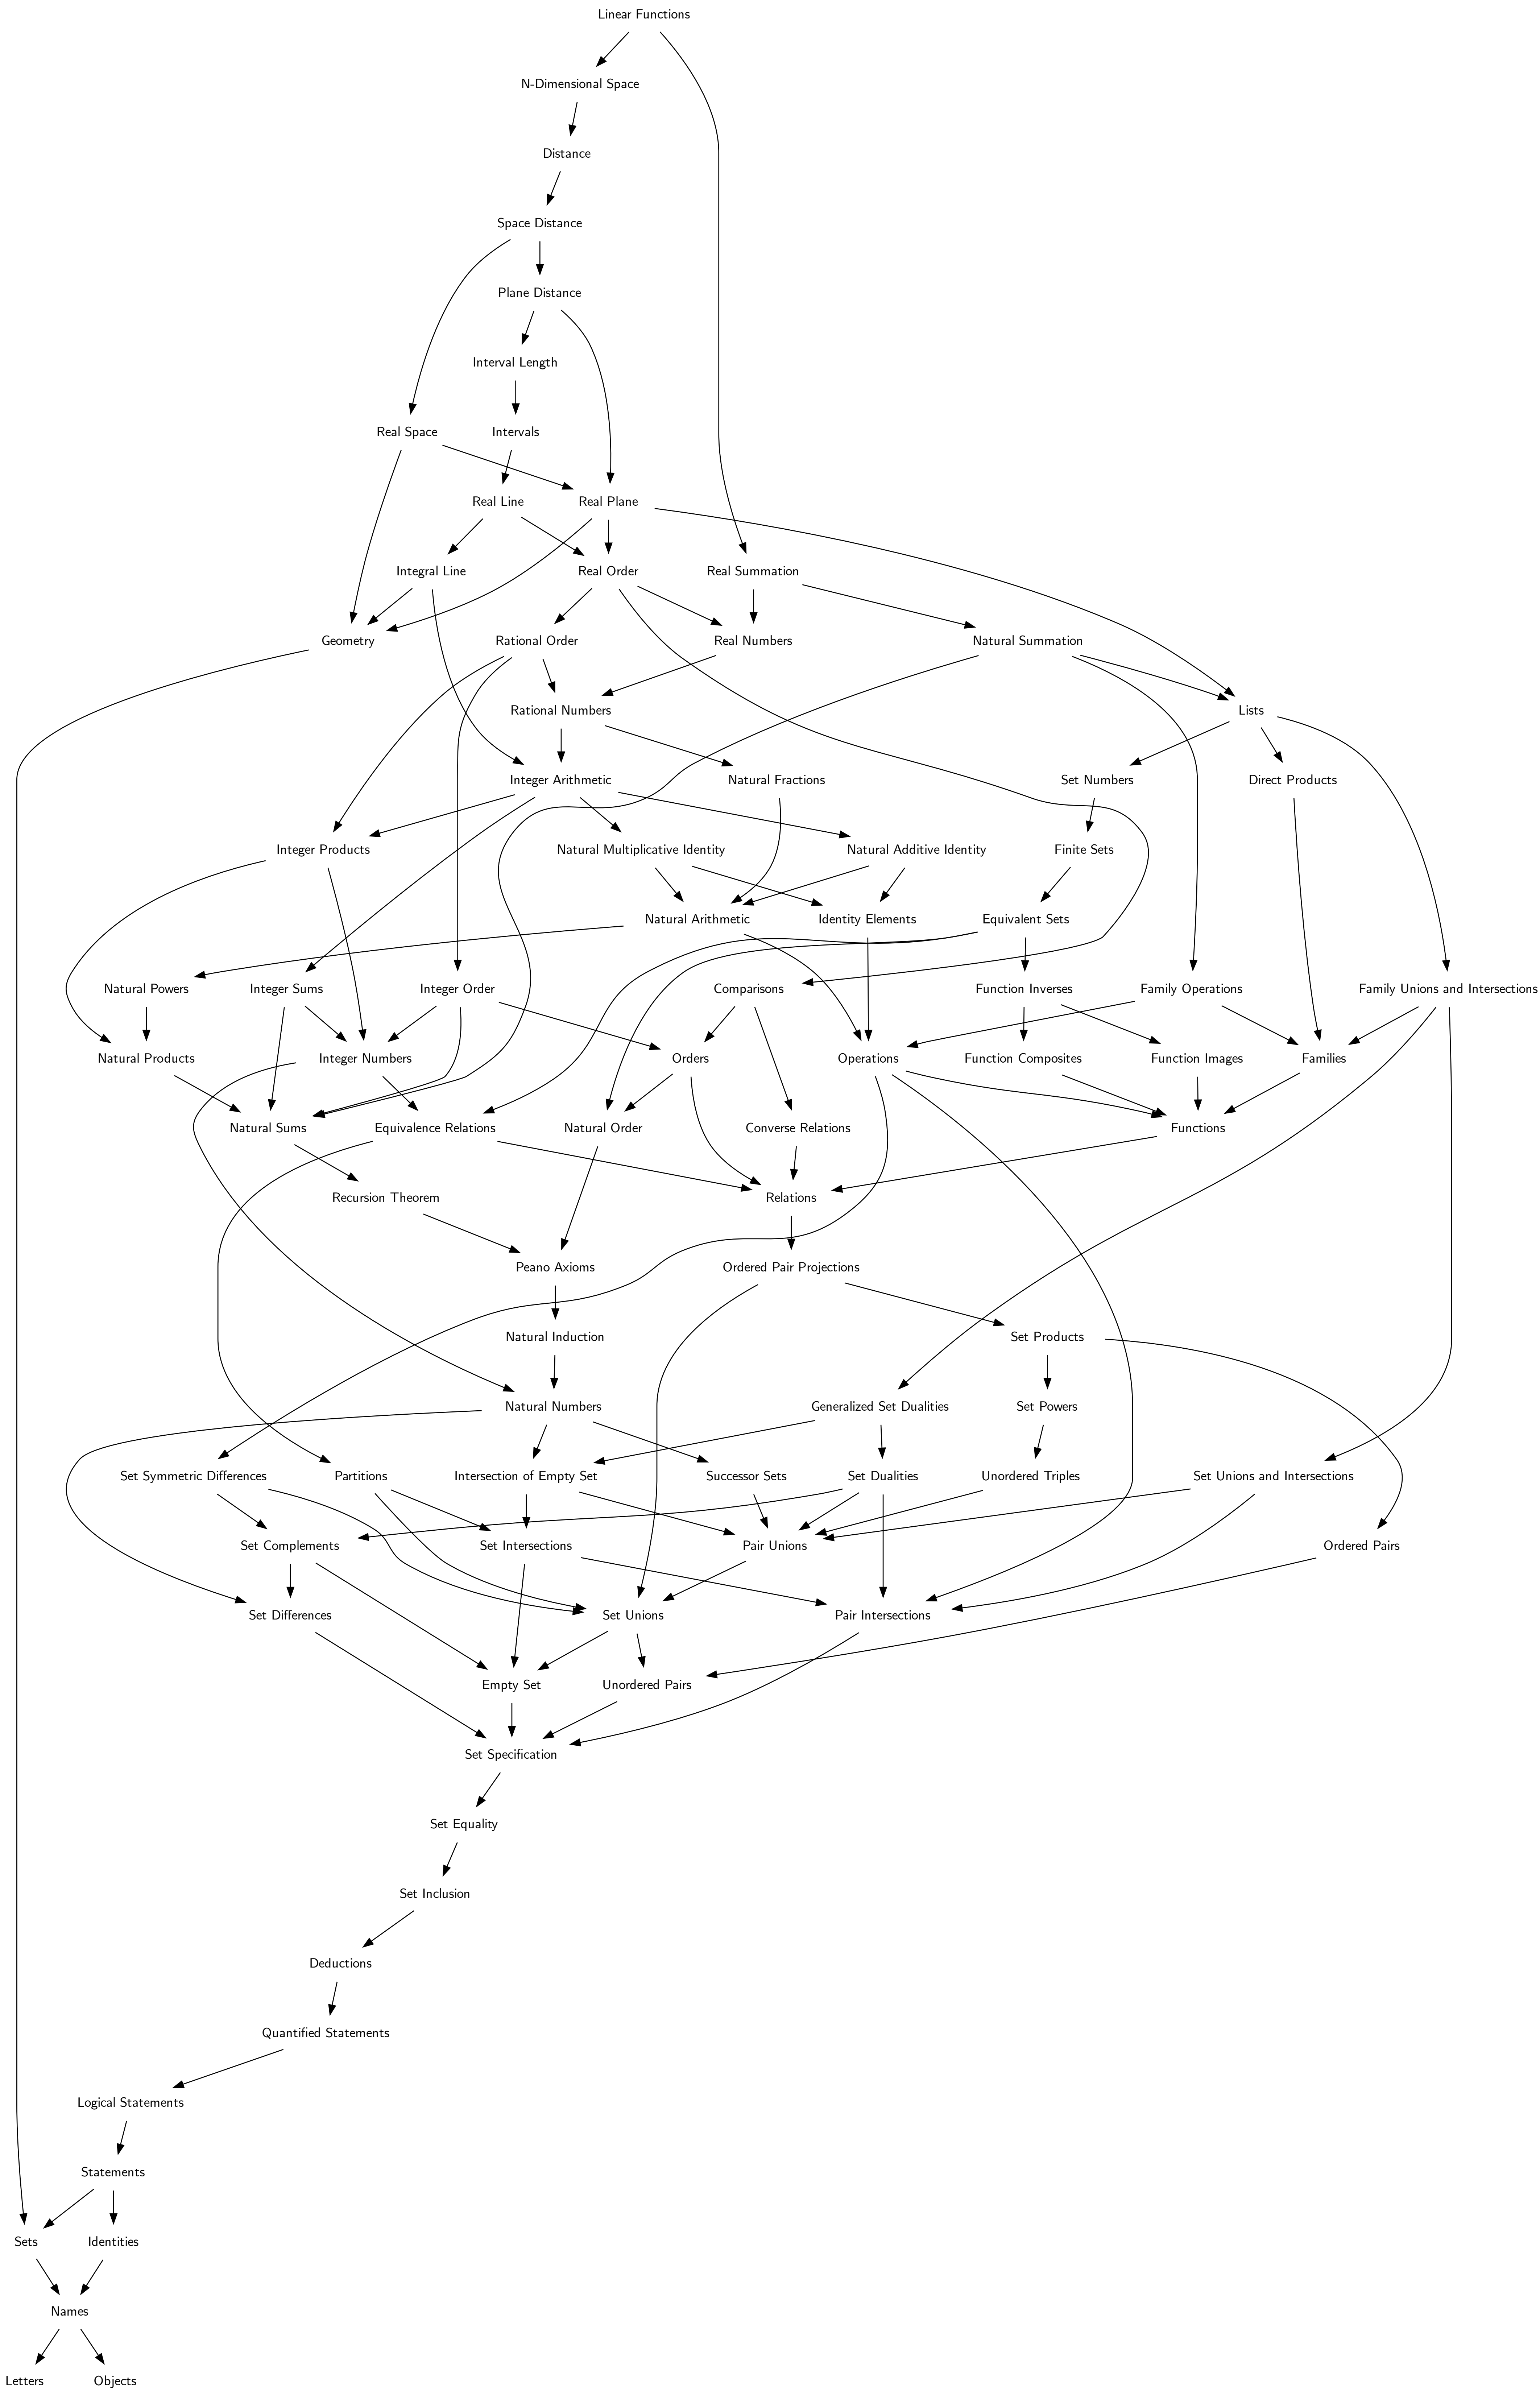 Linear Functions
N-Dimensional Space
Distance
Space Distance
Plane Distance
Interval Length
Real Space
Intervals
Real Line
Real Plane
Integral Line
Real Order
Real Summation
Geometry
Rational Order
Real Numbers
Natural Summation
Rational Numbers
Lists
Integer Arithmetic
Natural Fractions
Set Numbers
Direct Products
Integer Products
Natural Multiplicative Identity
Natural Additive Identity
Finite Sets
Natural Arithmetic
Identity Elements
Equivalent Sets
Natural Powers
Integer Sums
Integer Order
Comparisons
Function Inverses
Family Operations
Family Unions and Intersections
Natural Products
Integer Numbers
Orders
Operations
Function Composites
Function Images
Families
Natural Sums
Equivalence Relations
Natural Order
Converse Relations
Functions
Recursion Theorem
Relations
Peano Axioms
Ordered Pair Projections
Natural Induction
Set Products
Natural Numbers
Generalized Set Dualities
Set Powers
Set Symmetric Differences
Partitions
Intersection of Empty Set
Successor Sets
Set Dualities
Unordered Triples
Set Unions and Intersections
Set Complements
Set Intersections
Pair Unions
Ordered Pairs
Set Differences
Set Unions
Pair Intersections
Empty Set
Unordered Pairs
Set Specification
Set Equality
Set Inclusion
Deductions
Quantified Statements
Logical Statements
Statements
Sets
Identities
Names
Letters
Objects